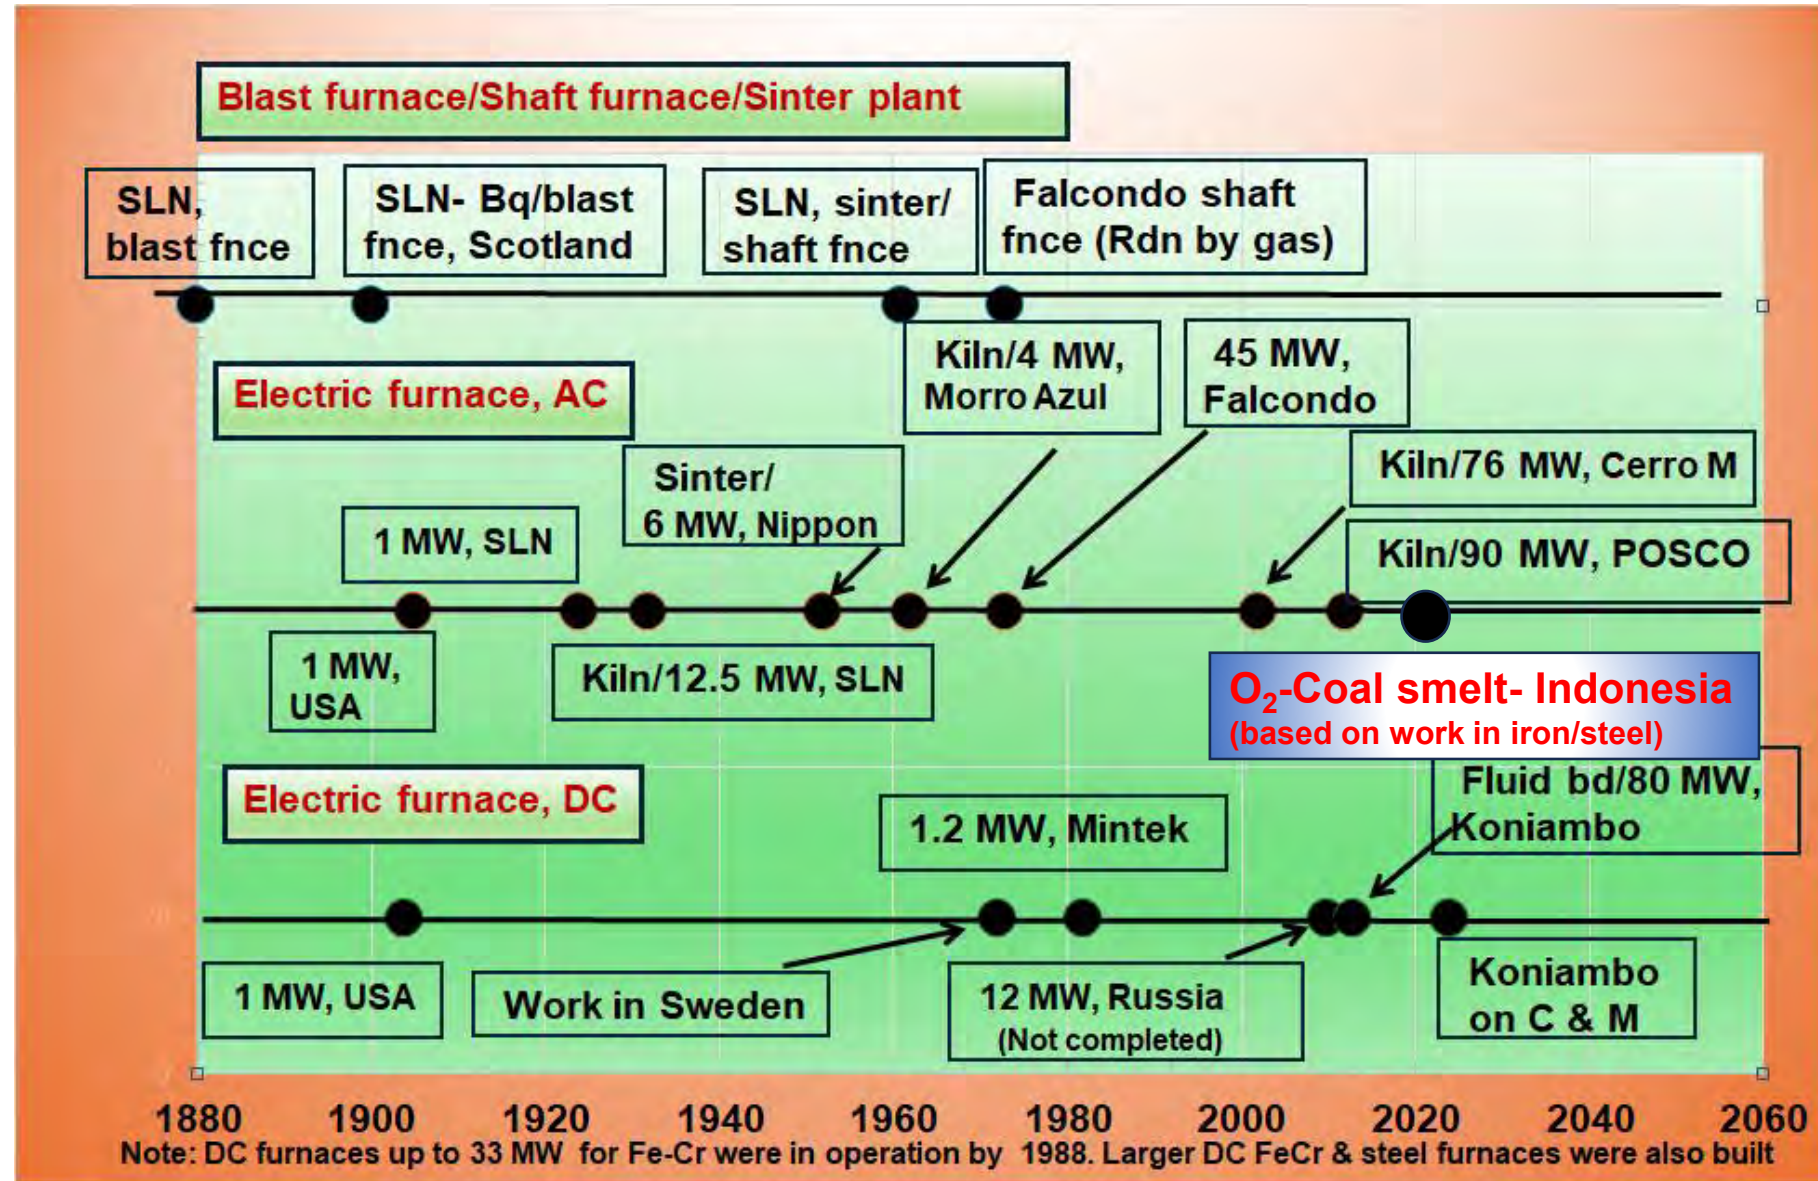 Blast furnace/Shaft furnace/Sinter plant
SLN,
blast fnce
SLN- Bq/blast
fnce, Scotland
SLN, sinter/
shaft fnce
Falcondo shaft
fnce (Rdn by gas)
Electric furnace, AC
Kiln/4 MW,
Morro Azul
45 MW,
Falcondo
Sinter/
6 MW, Nippon
Kiln/76 MW, Cerro M
1 MW, SLN
Kiln/90 MW, POSCO
1 MW,
USA
Kiln/12.5 MW, SLN
O₂-Coal smelt- Indonesia
(based on work in iron/steel)
Electric furnace, DC
Fluid bd/80 MW,
Koniambo
1.2 MW, Mintek
1 MW, USA
Work in Sweden
12 MW, Russia
(Not completed)
Koniambo
on C & M
1880 1900 1920 1940 1960 1980 2000 2020 2040 2060
Note: DC furnaces up to 33 MW for Fe-Cr were in operation by 1988. Larger DC FeCr & steel furnaces were also built